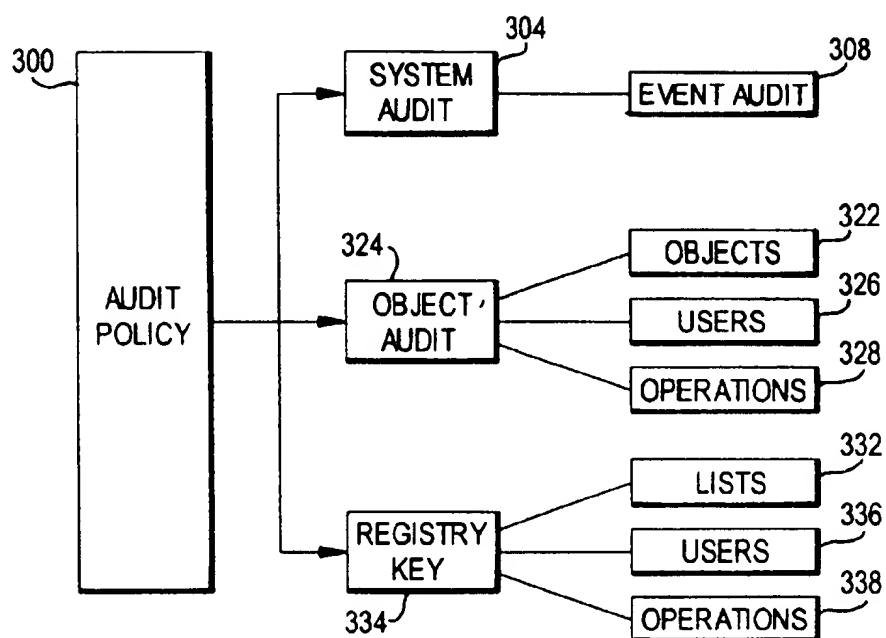 300
AUDIT
POLICY
304
SYSTEM
AUDIT
308
EVENT AUDIT
324
OBJECT
AUDIT
322
OBJECTS
326
USERS
328
OPERATIONS
REGISTRY
KEY
334
332
LISTS
336
USERS
338
OPERATIONS